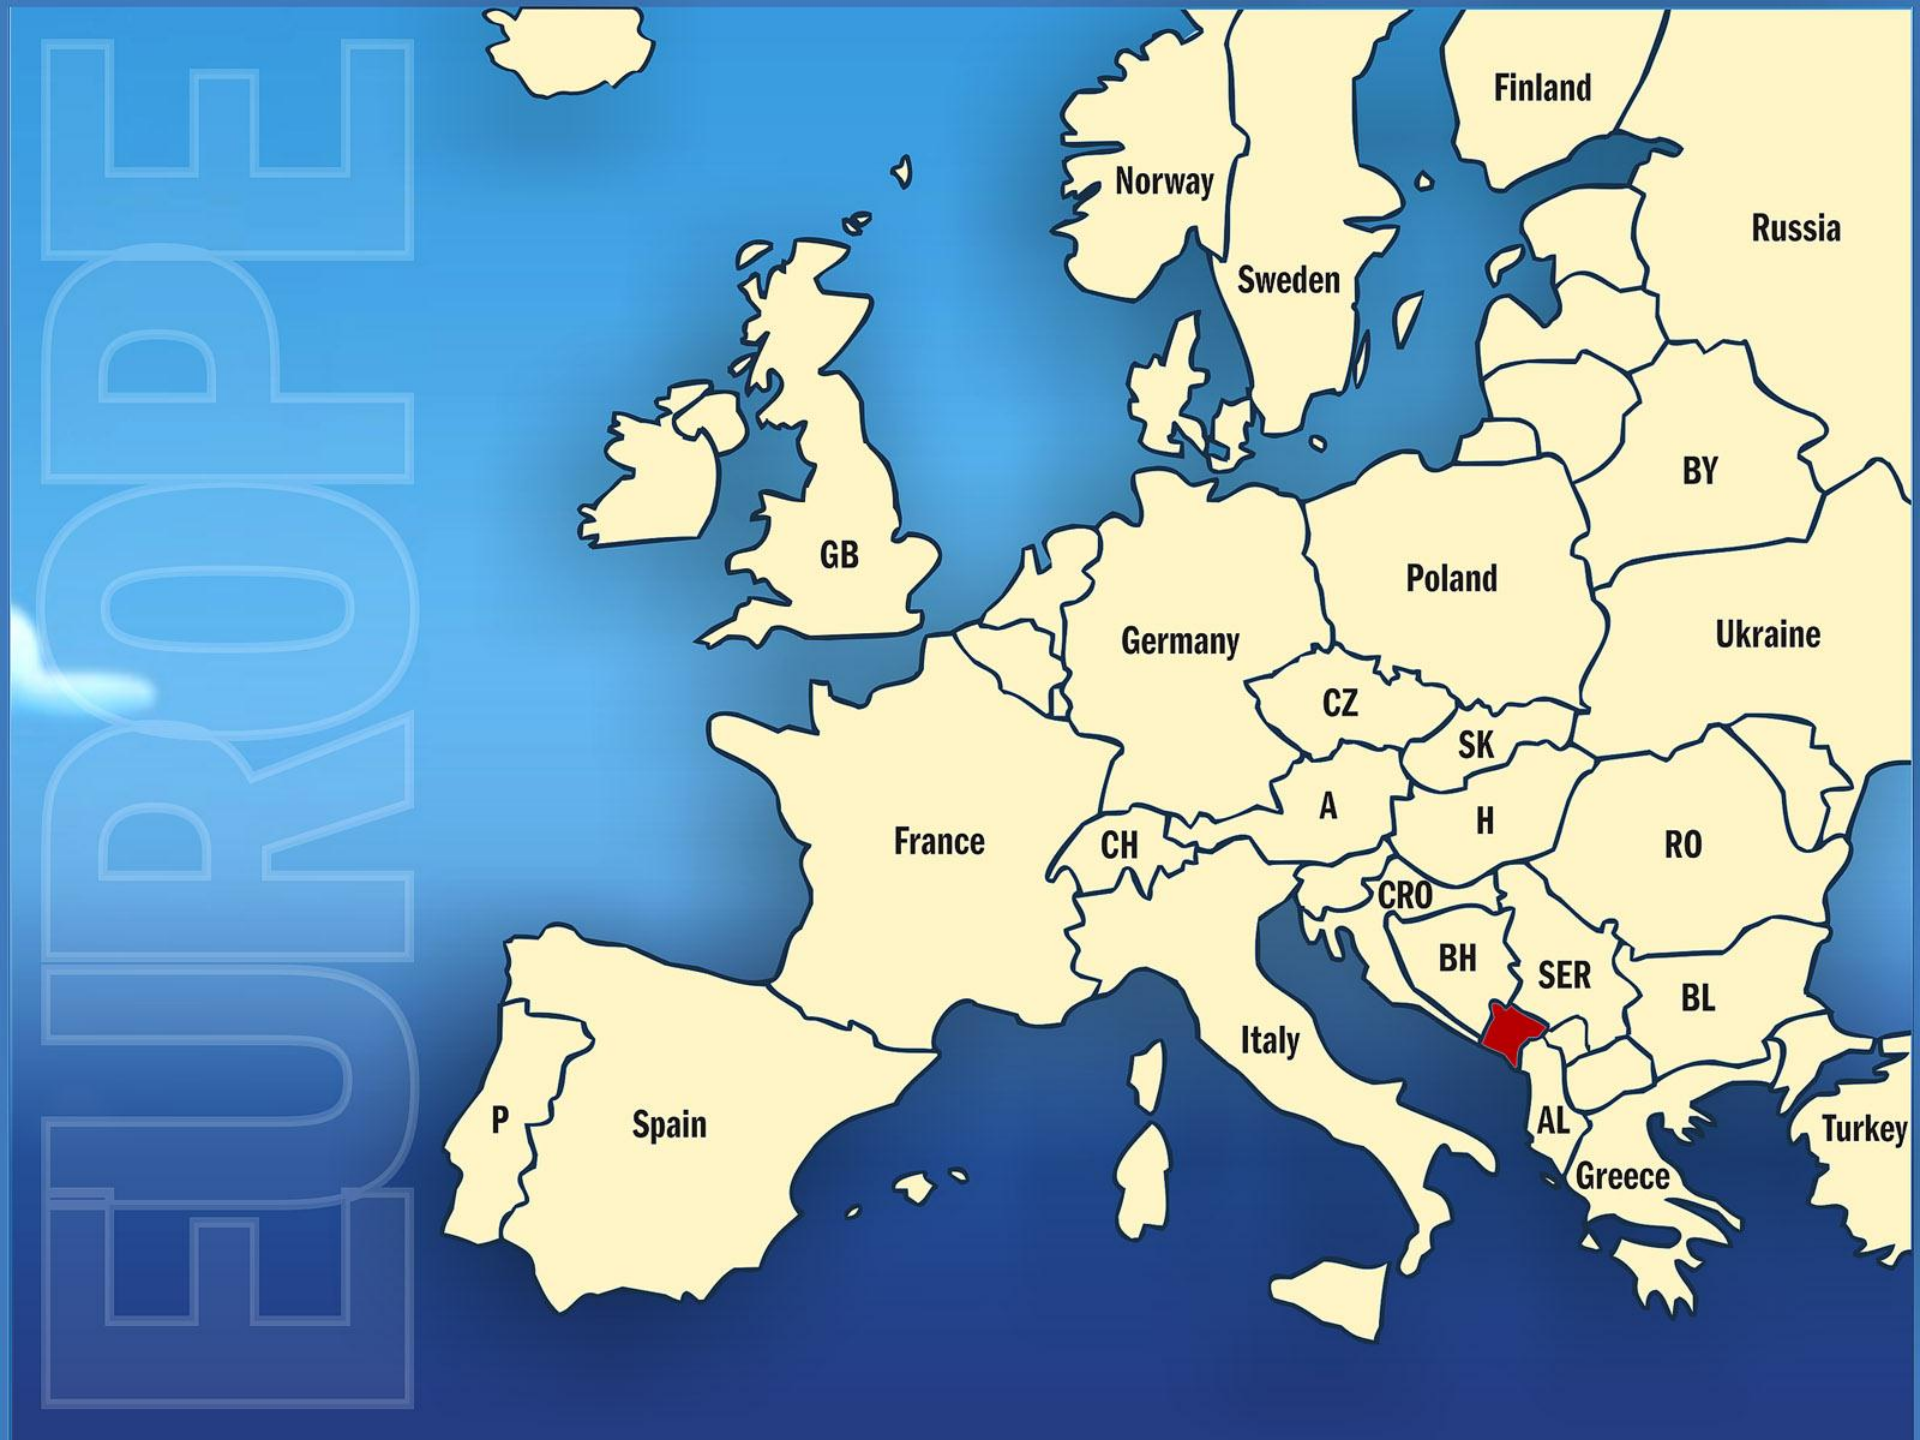 EUROPE
Finland
Norway
Russia
Sweden
BY
GB
Poland
Germany
Ukraine
CZ
SK
A
H
France
CH
RO
CRO
BH
SER
BL
Italy
P
Spain
AL
Turkey
Greece